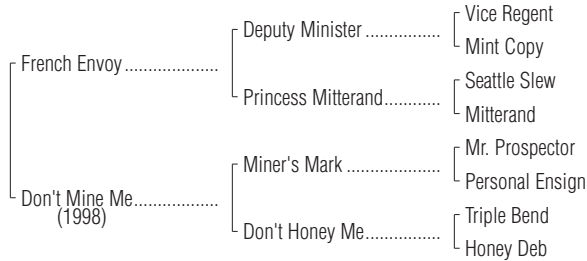 Vice Regent
Deputy Minister ................
Mint Copy
French Envoy ....................
Seattle Slew
Princess Mitterand............
Mitterand
Mr. Prospector
Miner's Mark ....................
Personal Ensign
Don't Mine Me..................
(1998)
Triple Bend
Don't Honey Me................
Honey Deb